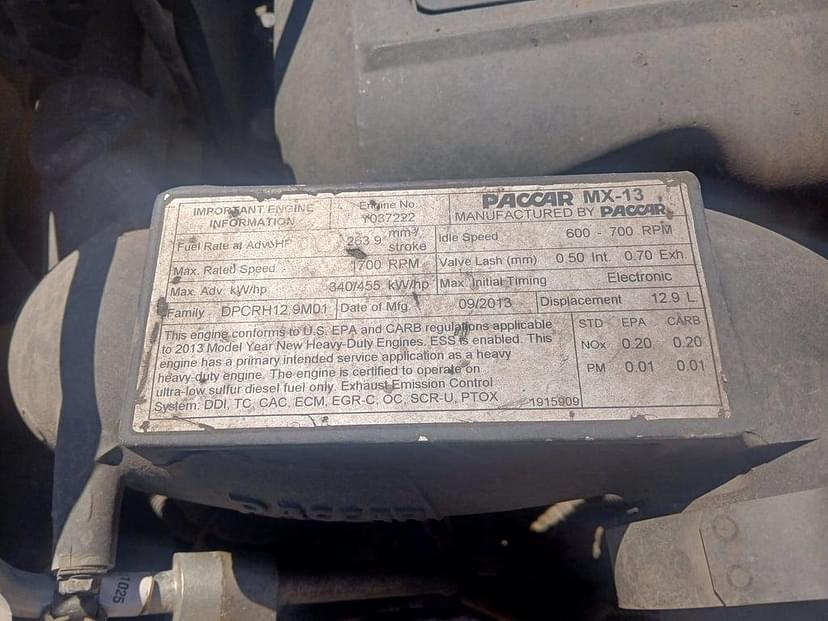 IMPORTANT ENGINE INFORMATION
Engine No. Y037222
PACCAR MX-13
MANUFACTURED BY PACCAR
Fuel Rate at Adv. HP 263.9 mm³/stroke
Idle Speed 600 - 700 RPM
Max. Rated Speed 1700 RPM
Valve Lash (mm) 0.50 Int. 0.70 Exh.
Max. Adv. kW/hp 340/455 kW/hp
Max. Initial Timing Electronic
Family DPCRH12.9M01
Date of Mfg. 09/2013
Displacement 12.9 L
This engine conforms to U.S. EPA and CARB regulations applicable
to 2013 Model Year New Heavy-Duty Engines. ESS is enabled. This
engine has a primary intended service application as a heavy
heavy-duty engine. The engine is certified to operate on
ultra-low sulfur diesel fuel only. Exhaust Emission Control
System: DDI, TC, CAC, ECM, EGR-C, OC, SCR-U, PTOX
1915909
STD EPA CARB
NOx 0.20 0.20
PM 0.01 0.01
PACCAR
1025